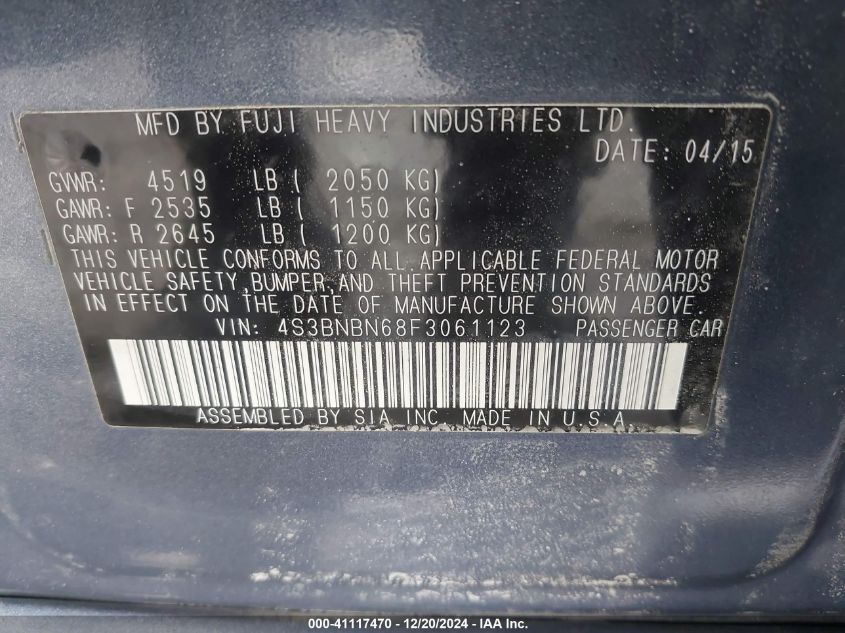 MFD BY FUJI HEAVY INDUSTRIES LTD.
DATE: 04/15
GVWR: 4519 LB ( 2050 KG)
GAWR: F 2535 LB ( 1150 KG)
GAWR: R 2645 LB ( 1200 KG)
THIS VEHICLE CONFORMS TO ALL APPLICABLE FEDERAL MOTOR
VEHICLE SAFETY,BUMPER,AND THEFT PREVENTION STANDARDS
IN EFFECT ON THE DATE OF MANUFACTURE SHOWN ABOVE.
VIN: 4S3BNBN68F3061123 PASSENGER CAR
ASSEMBLED BY SIA INC. MADE IN U.S.A
000-41117470 - 12/20/2024 - IAA Inc.